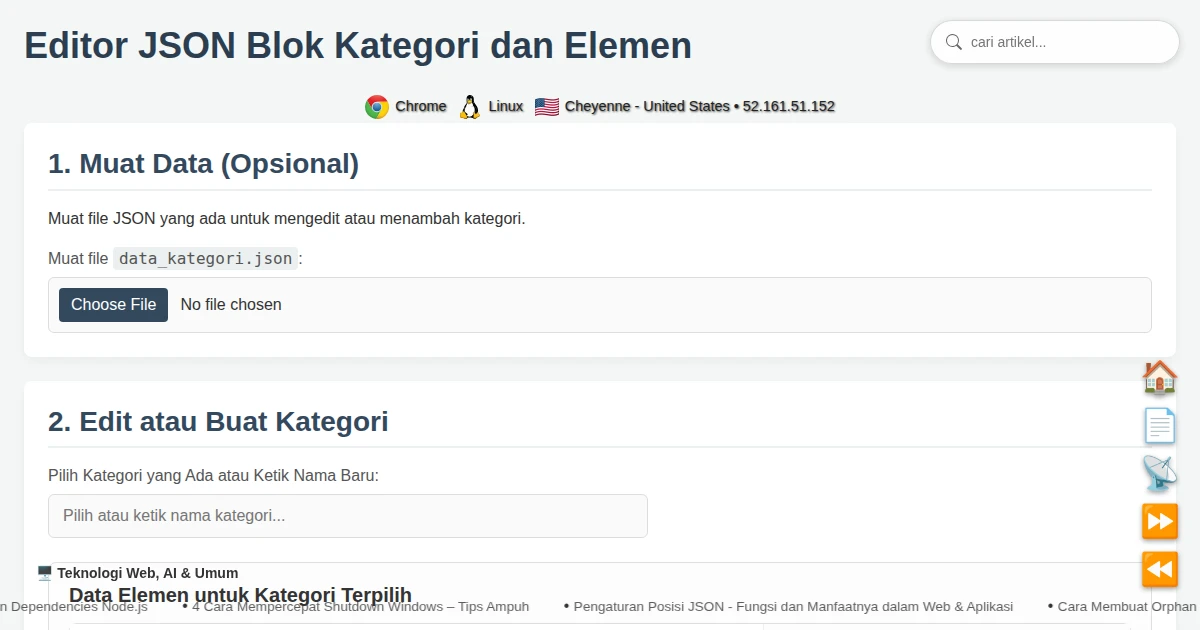 Editor JSON Blok Kategori dan Elemen
cari artikel...
Chrome Linux Cheyenne - United States • 52.161.51.152
1. Muat Data (Opsional)
Muat file JSON yang ada untuk mengedit atau menambah kategori.
Muat file data_kategori.json:
Choose File No file chosen
2. Edit atau Buat Kategori
Pilih Kategori yang Ada atau Ketik Nama Baru:
Pilih atau ketik nama kategori...
Teknologi Web, AI & Umum
Data Elemen untuk Kategori Terpilih
n Dependencies Node.js • 4 Cara Mempercepat Shutdown Windows – Tips Ampuh • Pengaturan Posisi JSON - Fungsi dan Manfaatnya dalam Web & Aplikasi • Cara Membuat Orphan